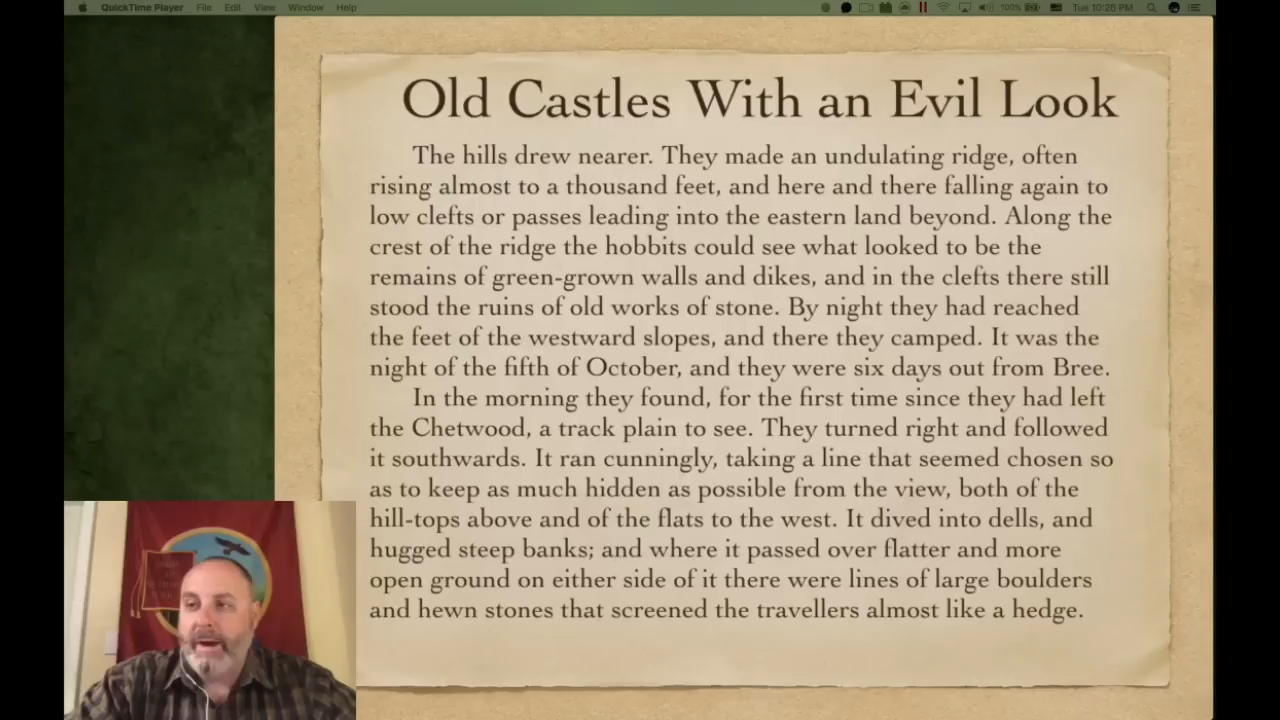 QuickTime Player File Edit View Window Help 100% Tue 10:26 PM
Old Castles With an Evil Look
The hills drew nearer. They made an undulating ridge, often
rising almost to a thousand feet, and here and there falling again to
low clefts or passes leading into the eastern land beyond. Along the
crest of the ridge the hobbits could see what looked to be the
remains of green-grown walls and dikes, and in the clefts there still
stood the ruins of old works of stone. By night they had reached
the feet of the westward slopes, and there they camped. It was the
night of the fifth of October, and they were six days out from Bree.
In the morning they found, for the first time since they had left
the Chetwood, a track plain to see. They turned right and followed
it southwards. It ran cunningly, taking a line that seemed chosen so
as to keep as much hidden as possible from the view, both of the
hill-tops above and of the flats to the west. It dived into dells, and
hugged steep banks; and where it passed over flatter and more
open ground on either side of it there were lines of large boulders
and hewn stones that screened the travellers almost like a hedge.